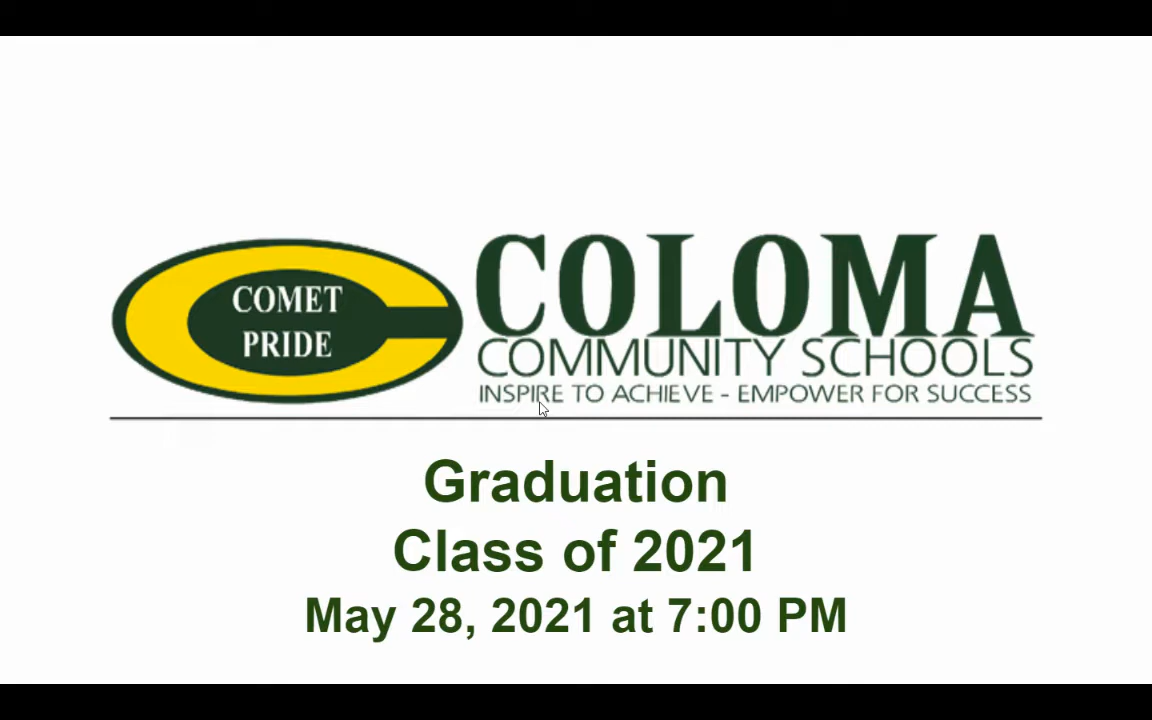 COMET
PRIDE
COLOMA
COMMUNITY SCHOOLS
INSPIRE TO ACHIEVE - EMPOWER FOR SUCCESS
Graduation
Class of 2021
May 28, 2021 at 7:00 PM